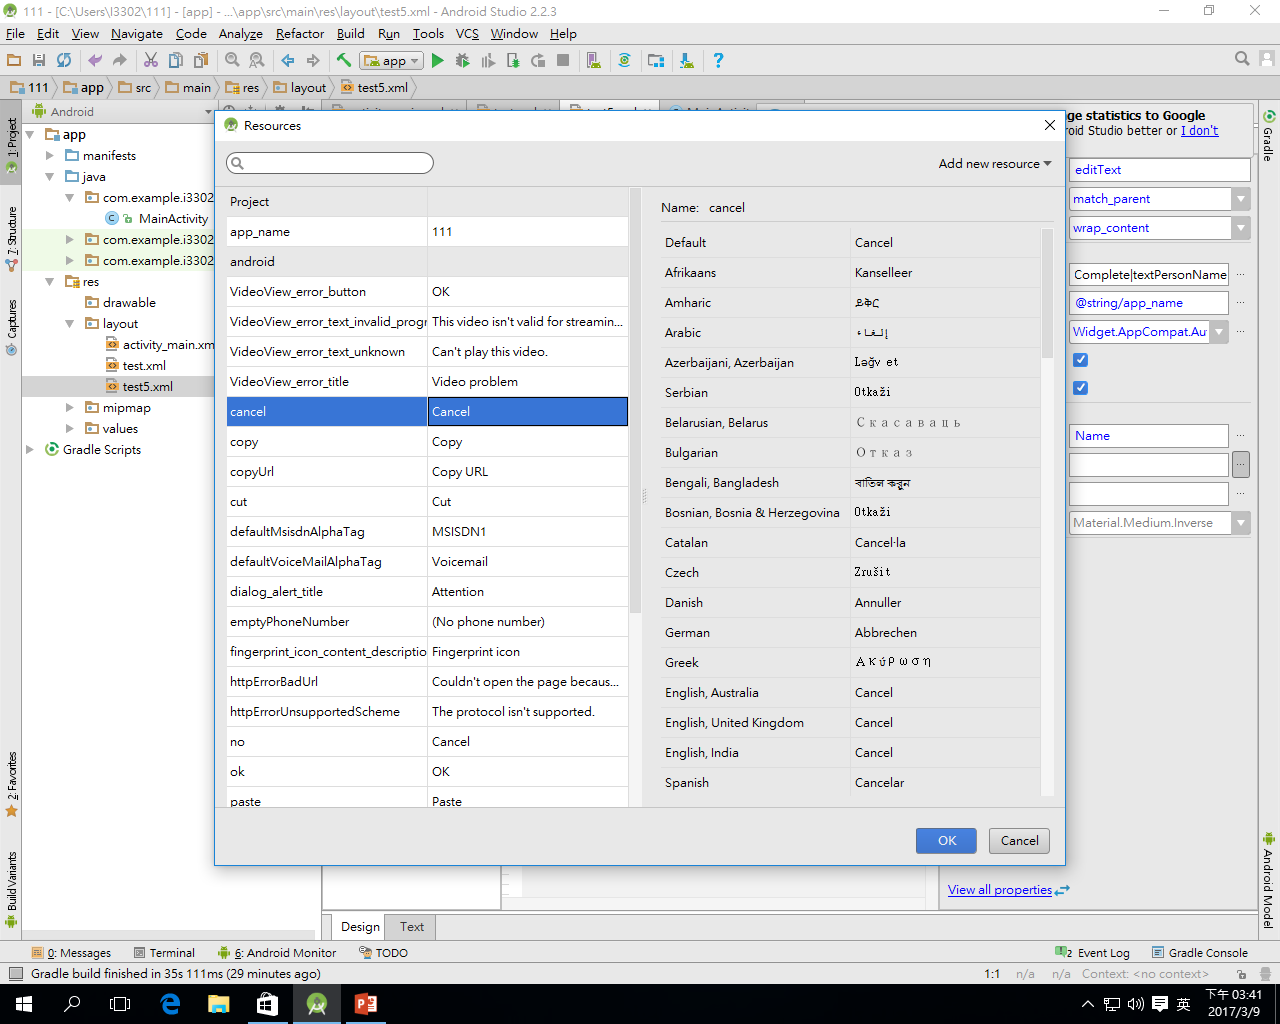 111 - [C:\Users\I3302\111] - [app] - ...\app\src\main\res\layout\test5.xml - Android Studio 2.2.3
File Edit View Navigate Code Analyze Refactor Build Run Tools VCS Window Help
app
111 app src main res layout test5.xml
Android
1: Project
7: Structure
Captures
2: Favorites
Build Variants
app
manifests
java
com.example.i3302
MainActivity
com.example.i3302
com.example.i3302
res
drawable
layout
activity_main.xm
test.xml
test5.xml
mipmap
values
Gradle Scripts
Resources
Add new resource
Project
app_name 111
android
VideoView_error_button OK
VideoView_error_text_invalid_progr This video isn't valid for streamin...
VideoView_error_text_unknown Can't play this video.
VideoView_error_title Video problem
cancel Cancel
copy Copy
copyUrl Copy URL
cut Cut
defaultMsisdnAlphaTag MSISDN1
defaultVoiceMailAlphaTag Voicemail
dialog_alert_title Attention
emptyPhoneNumber (No phone number)
fingerprint_icon_content_descriptio Fingerprint icon
httpErrorBadUrl Couldn't open the page becaus...
httpErrorUnsupportedScheme The protocol isn't supported.
no Cancel
ok OK
paste Paste
Name: cancel
Default Cancel
Afrikaans Kanselleer
Amharic ይቅር
Arabic إلغاء
Azerbaijani, Azerbaijan Ləğv et
Serbian Otkaži
Belarusian, Belarus Скасаваць
Bulgarian Отказ
Bengali, Bangladesh বাতিল করুন
Bosnian, Bosnia & Herzegovina Otkaži
Catalan Cancel·la
Czech Zrušit
Danish Annuller
German Abbrechen
Greek Ακύρωση
English, Australia Cancel
English, United Kingdom Cancel
English, India Cancel
Spanish Cancelar
OK Cancel
ge statistics to Google
oid Studio better or I don't
editText
match_parent
wrap_content
Complete|textPersonName
@string/app_name
Widget.AppCompat.Au
Name
Material.Medium.Inverse
View all properties
Gradle
Android Model
Design Text
0: Messages Terminal 6: Android Monitor TODO 2 Event Log Gradle Console
Gradle build finished in 35s 111ms (29 minutes ago) 1:1 n/a n/a Context: <no context>
英 下午 03:41
2017/3/9